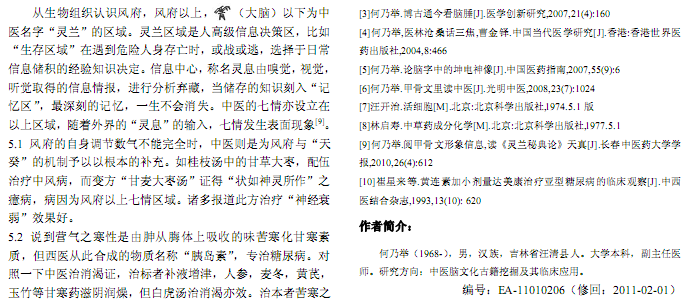 从生物组织认识风府，风府以上，（大脑）以下为中
医名字“灵兰”的区域。灵兰区域是人高级信息决策区，比如
“生存区域”在遇到危险人身存亡时，或战或逃，选择于日常
信息储积的经验知识决定。信息中心，称名灵息由嗅觉，视觉，
听觉取得的信息情报，进行分析弃藏，当储存的知识刻入“记
忆区”，最深刻的记忆，一生不会消失。中医的七情亦设立在
以上区域，随着外界的“灵息”的输入，七情发生表面现象[9]。
5.1 风府的自身调节数气不能完全时，中医则是为风府与“天
癸”的机制予以以根本的补充。如桂枝汤中的甘草大枣，配伍
治疗中风病，而变方“甘麦大枣汤”证得“状如神灵所作”之
癔病，病因为风府以上七情区域。诸多报道此方治疗“神经衰
弱”效果好。
5.2 说到营气之寒性是由肿从胸体上吸收的味苦寒化甘寒素
质，但西医从此合成的物质名称“胰岛素”，专治糖尿病。对
照一下中医治消渴证，治标者补液增津，人参，麦冬，黄芪，
玉竹等甘寒药滋阴润燥，但白虎汤治消渴亦效。治本者苦寒之
[3]何乃举.博古通今看脑腄[J].医学创新研究,2007,21(4):160
[4]何乃举,医林沧桑话三焦,曹金铎.中国当代医学研究[J].香港:香港世界医
药出版社,2004,8:466
[5]何乃举.论脑字中的坤电神像[J].中国医药指南,2007,55(9):6
[6]何乃举.甲骨文里读中医[J].光明中医,2008,23(7):1024
[7]汪开治.活细胞[M].北京:北京科学出版社,1974.5.1 版
[8]林启寿.中草药成分化学[M].北京:北京科学出版社,1977.5.1
[9]何乃举.阅甲骨文形象信息,读《灵兰秘典论》天真[J].长春中医药大学学
报,2010,26(4):612
[10]崔星来等.黄连素加小剂量达美康治疗亚型糖尿病的临床观察[J].中西
医结合杂志,1993,13(10): 620
作者简介：
何乃举（1968-），男，汉族，吉林省汪清县人。大学本科，副主任医
师。研究方向：中医脑文化古籍挖掘及其临床应用。
编号：EA-11010206（修回：2011-02-01）